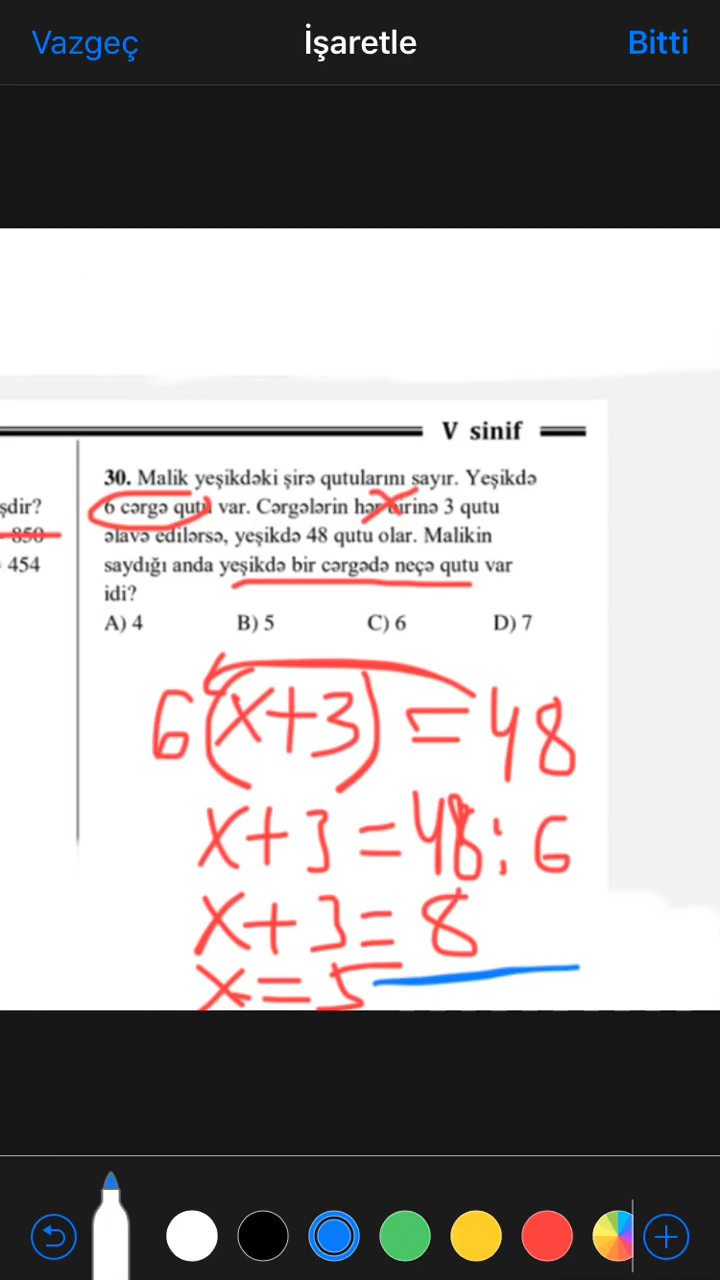 Vazgeç İşaretle Bitti
V sinif
şdir?
850
454
30. Malik yeşikdəki şirə qutularını sayır. Yeşikdə
6 cərgə qutu var. Cərgələrin hər birinə 3 qutu
əlavə edilərsə, yeşikdə 48 qutu olar. Malikin
saydığı anda yeşikdə bir cərgədə neçə qutu var
idi?
A) 4 B) 5 C) 6 D) 7
6(x+3)=48
x+3=48:6
x+3=8
x=5